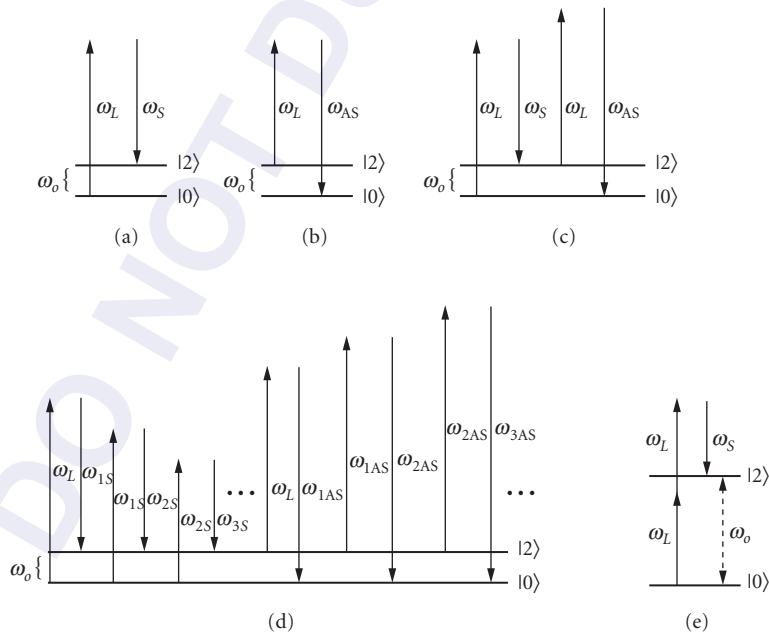 DO NOT D
ω_L ω_S |2⟩ ω_o { |0⟩
(a)
ω_L ω_AS |2⟩ ω_o { |0⟩
(b)
ω_L ω_S ω_L ω_AS |2⟩ ω_o { |0⟩
(c)
ω_L ω_1S ω_1S ω_2S ω_2S ω_3S ••• ω_L ω_1AS ω_1AS ω_2AS ω_2AS ω_3AS •••
|2⟩
ω_o { |0⟩
(d)
ω_L ω_S
|2⟩
ω_L ω_o
|0⟩
(e)